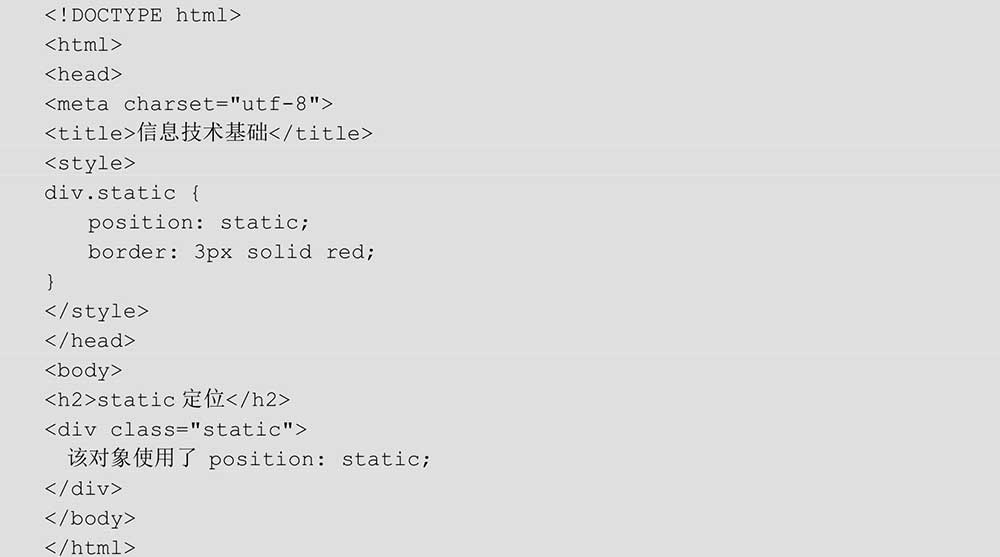 <!DOCTYPE html>
<html>
<head>
<meta charset="utf-8">
<title>信息技术基础</title>
<style>
div.static {
    position: static;
    border: 3px solid red;
}
</style>
</head>
<body>
<h2>static 定位</h2>
<div class="static">
  该对象使用了 position: static;
</div>
</body>
</html>